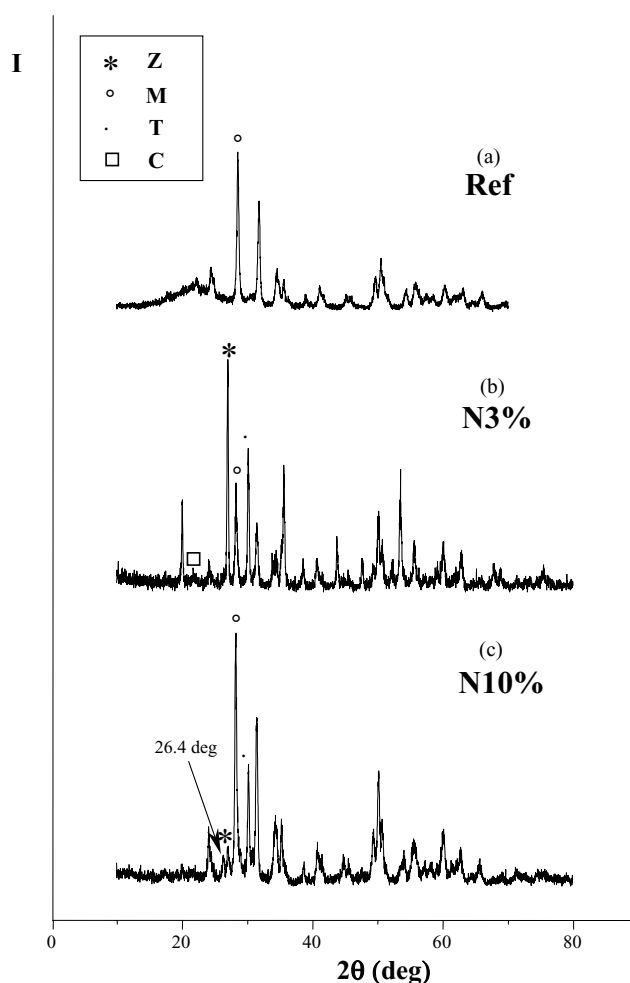 I
* Z
○ M
· T
□ C
(a)
Ref
(b)
N3%
(c)
N10%
26.4 deg
0 20 40 60 80
2θ (deg)